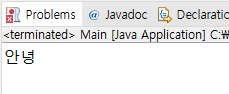 Problems @ Javadoc Declaratio
<terminated> Main [Java Application] C:₩
안녕